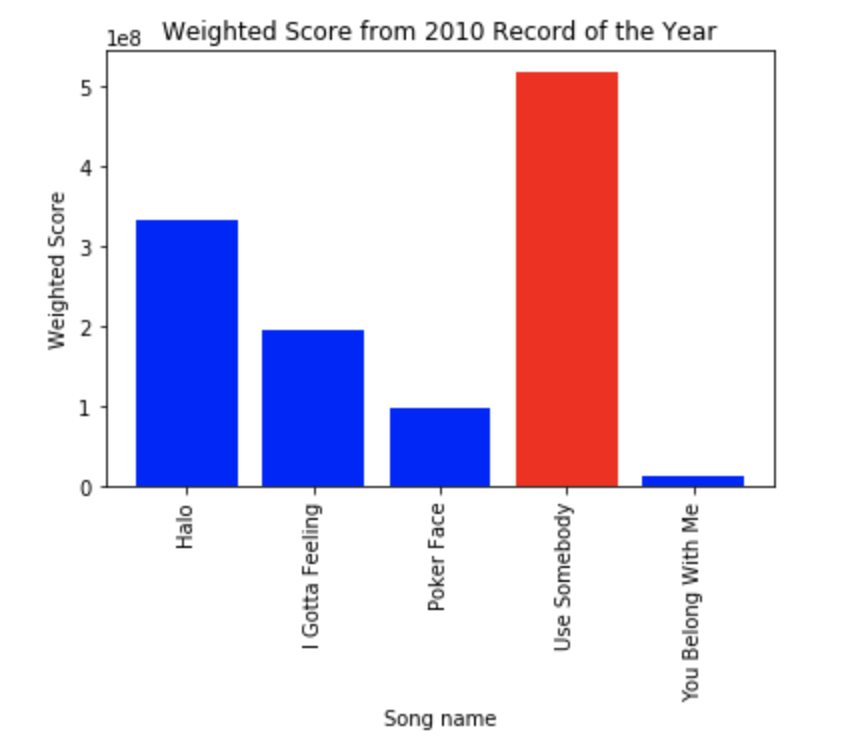 Weighted Score from 2010 Record of the Year
1e8
5
4
3
2
1
0
Weighted Score
Halo
I Gotta Feeling
Poker Face
Use Somebody
You Belong With Me
Song name